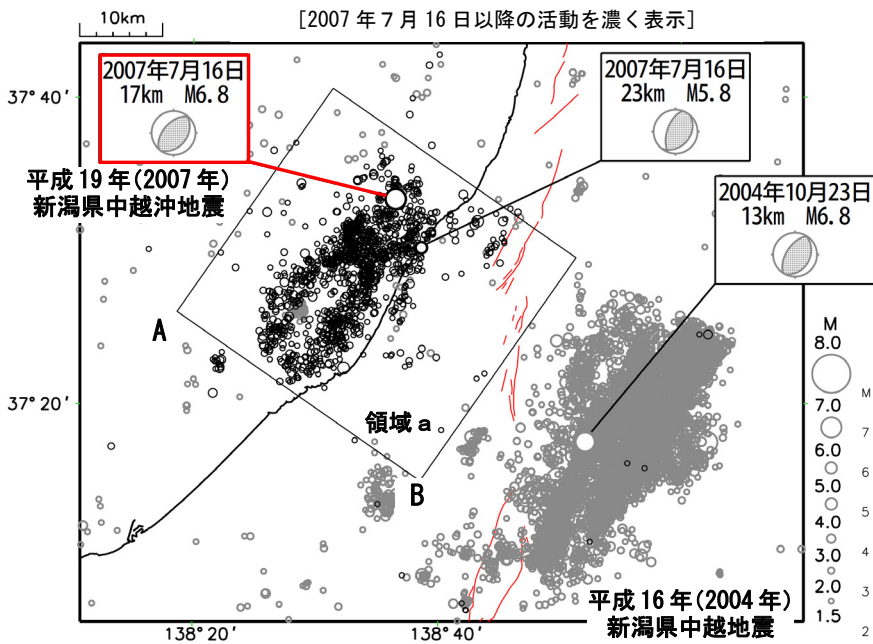 10km
[2007年7月16日以降の活動を濃く表示]
37°40′
2007年7月16日
17km M6.8
平成19年(2007年)
新潟県中越沖地震
2007年7月16日
23km M5.8
2004年10月23日
13km M6.8
A
37°20′
領域a
B
M
8.0
7.0
6.0
5.0
4.0
3.0
2.0
1.5
M
7
6
5
4
3
2
平成16年(2004年)
新潟県中越地震
138°20′
138°40′